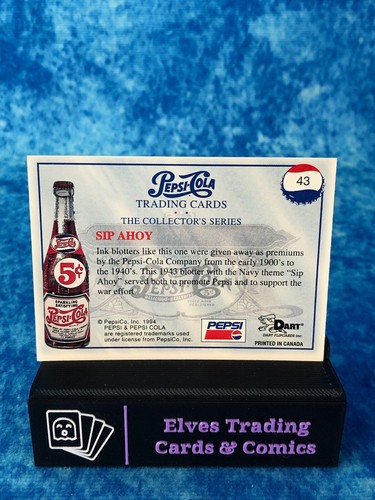 43
PEPSI-COLA
TRADING CARDS
THE COLLECTOR'S SERIES
SIP AHOY
Ink blotters like this one were given away as premiums
by the Pepsi-Cola Company from the early 1900's to
the 1940's. This 1943 blotter with the Navy theme "Sip
Ahoy" served both to promote Pepsi and to support the
war effort.
5¢
SPARKLING
SATISFYING
PEPSI-COLA
© PepsiCo, Inc. 1994
PEPSI & PEPSI COLA
are registered trademarks used
under license from PepsiCo, Inc.
PEPSI
DART
DART FLIPCARDS Inc.
PRINTED IN CANADA
Elves Trading
Cards & Comics